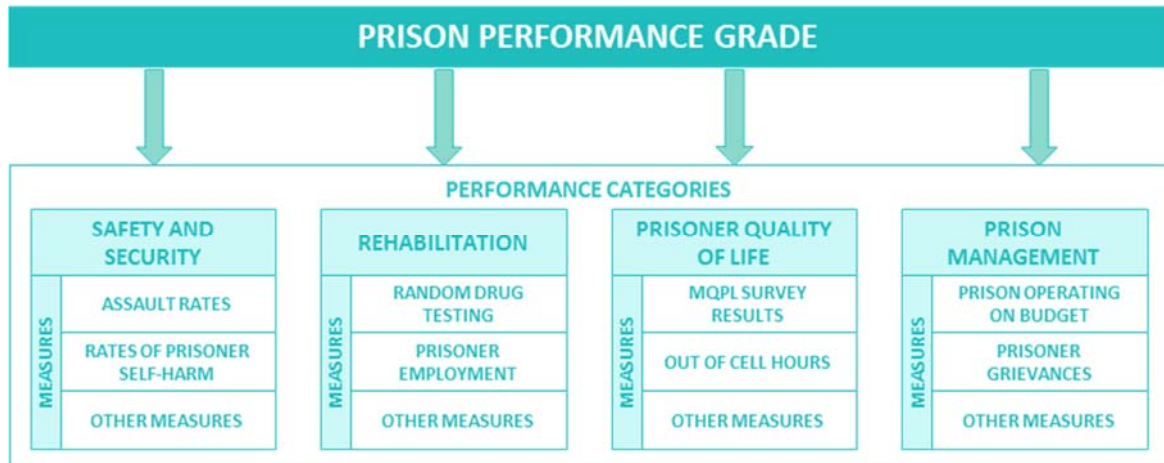 PRISON PERFORMANCE GRADE
PERFORMANCE CATEGORIES
SAFETY AND
SECURITY
MEASURES
ASSAULT RATES
RATES OF PRISONER
SELF-HARM
OTHER MEASURES
REHABILITATION
MEASURES
RANDOM DRUG
TESTING
PRISONER
EMPLOYMENT
OTHER MEASURES
PRISONER QUALITY
OF LIFE
MEASURES
MQPL SURVEY
RESULTS
OUT OF CELL HOURS
OTHER MEASURES
PRISON
MANAGEMENT
MEASURES
PRISON OPERATING
ON BUDGET
PRISONER
GRIEVANCES
OTHER MEASURES